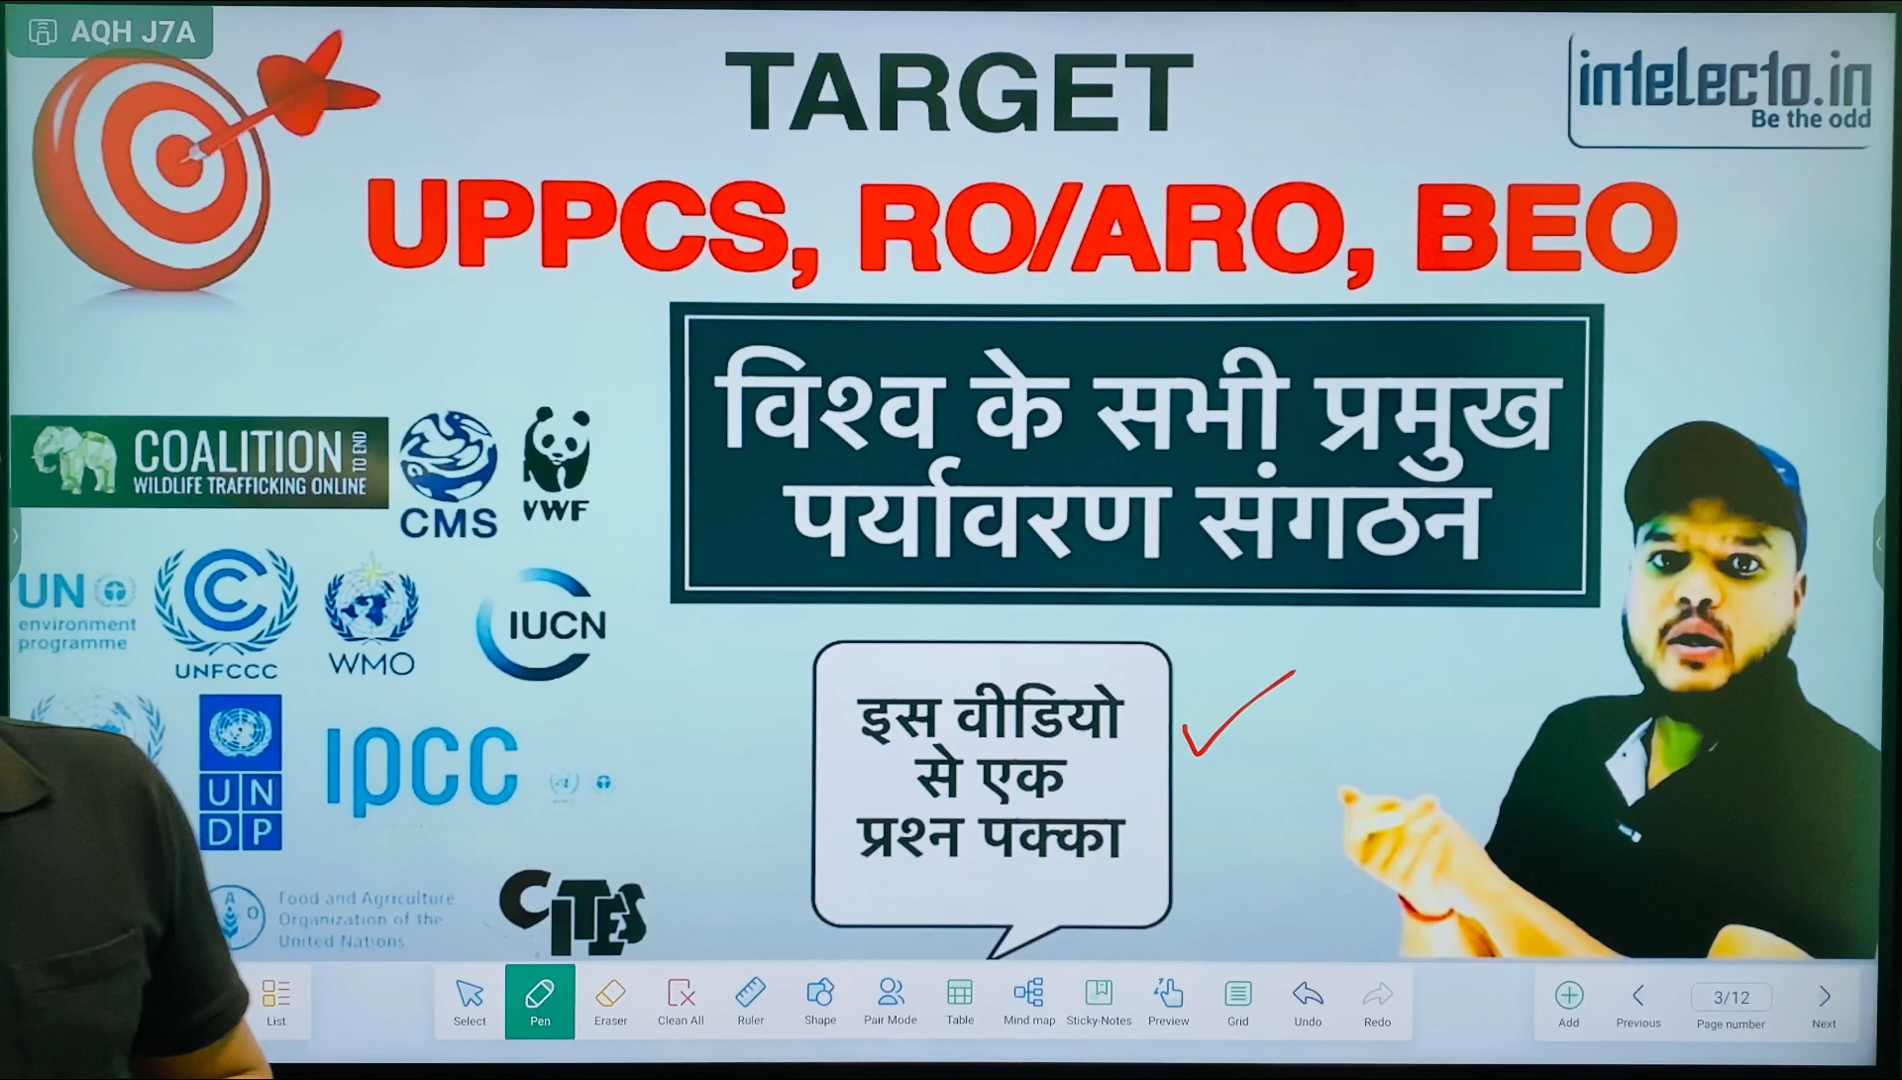 AQH J7A
TARGET
intelecto.in
Be the odd
UPPCS, RO/ARO, BEO
विश्व के सभी प्रमुख
पर्यावरण संगठन
COALITION
TO END
WILDLIFE TRAFFICKING ONLINE
CMS
WWF
UN
environment
programme
UNFCCC
WMO
IUCN
इस वीडियो
से एक
प्रश्न पक्का
UN
DP
ipcc
A
O
Food and Agriculture
Organization of the
United Nations
CITES
List
Select
Pen
Eraser
Clean All
Ruler
Shape
Pair Mode
Table
Mind map
Sticky-Notes
Preview
Grid
Undo
Redo
Add
Previous
3/12
Page number
Next